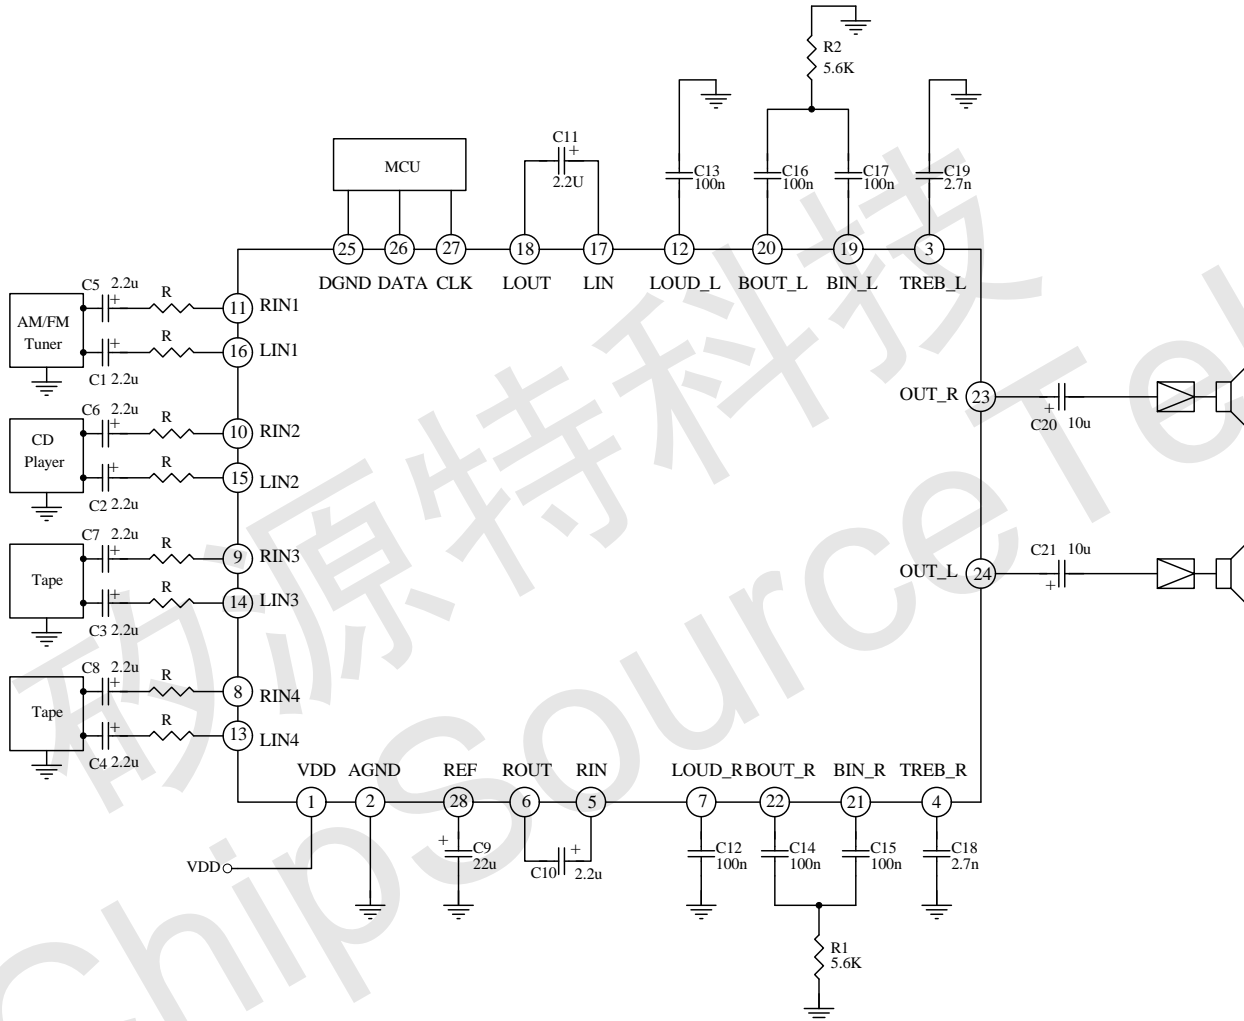 R2
5.6K
C11
+
2.2U
MCU
C13
100n
C16
100n
C17
100n
C19
2.7n
25
26
27
18
17
12
20
19
3
DGND
DATA
CLK
LOUT
LIN
LOUD_L
BOUT_L
BIN_L
TREB_L
C5
2.2u
+
R
11
RIN1
AM/FM
Tuner
+
R
16
LIN1
C1
2.2u
C6
2.2u
+
R
10
RIN2
CD
Player
+
R
15
LIN2
C2
2.2u
C7
2.2u
+
R
9
RIN3
Tape
+
R
14
LIN3
C3
2.2u
C8
2.2u
+
R
8
RIN4
Tape
+
R
13
LIN4
C4
2.2u
OUT_R
23
+
C20
10u
OUT_L
24
C21
10u
+
VDD
AGND
REF
ROUT
RIN
LOUD_R
BOUT_R
BIN_R
TREB_R
1
2
28
6
5
7
22
21
4
VDD
+
C9
22u
C10
+
2.2u
C12
100n
C14
100n
C15
100n
C18
2.7n
R1
5.6K
矽源特科技
ChipSourceTek